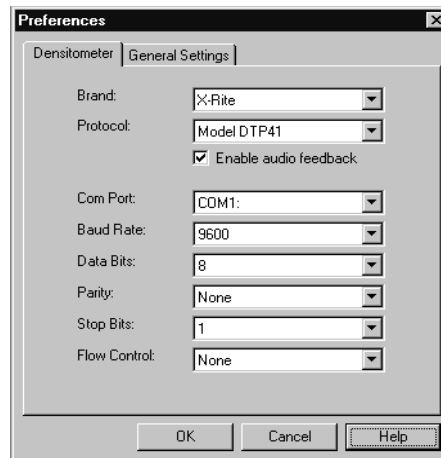 Preferences
Densitometer General Settings
Brand: X-Rite
Protocol: Model DTP41
Enable audio feedback
Com Port: COM1:
Baud Rate: 9600
Data Bits: 8
Parity: None
Stop Bits: 1
Flow Control: None
OK Cancel Help